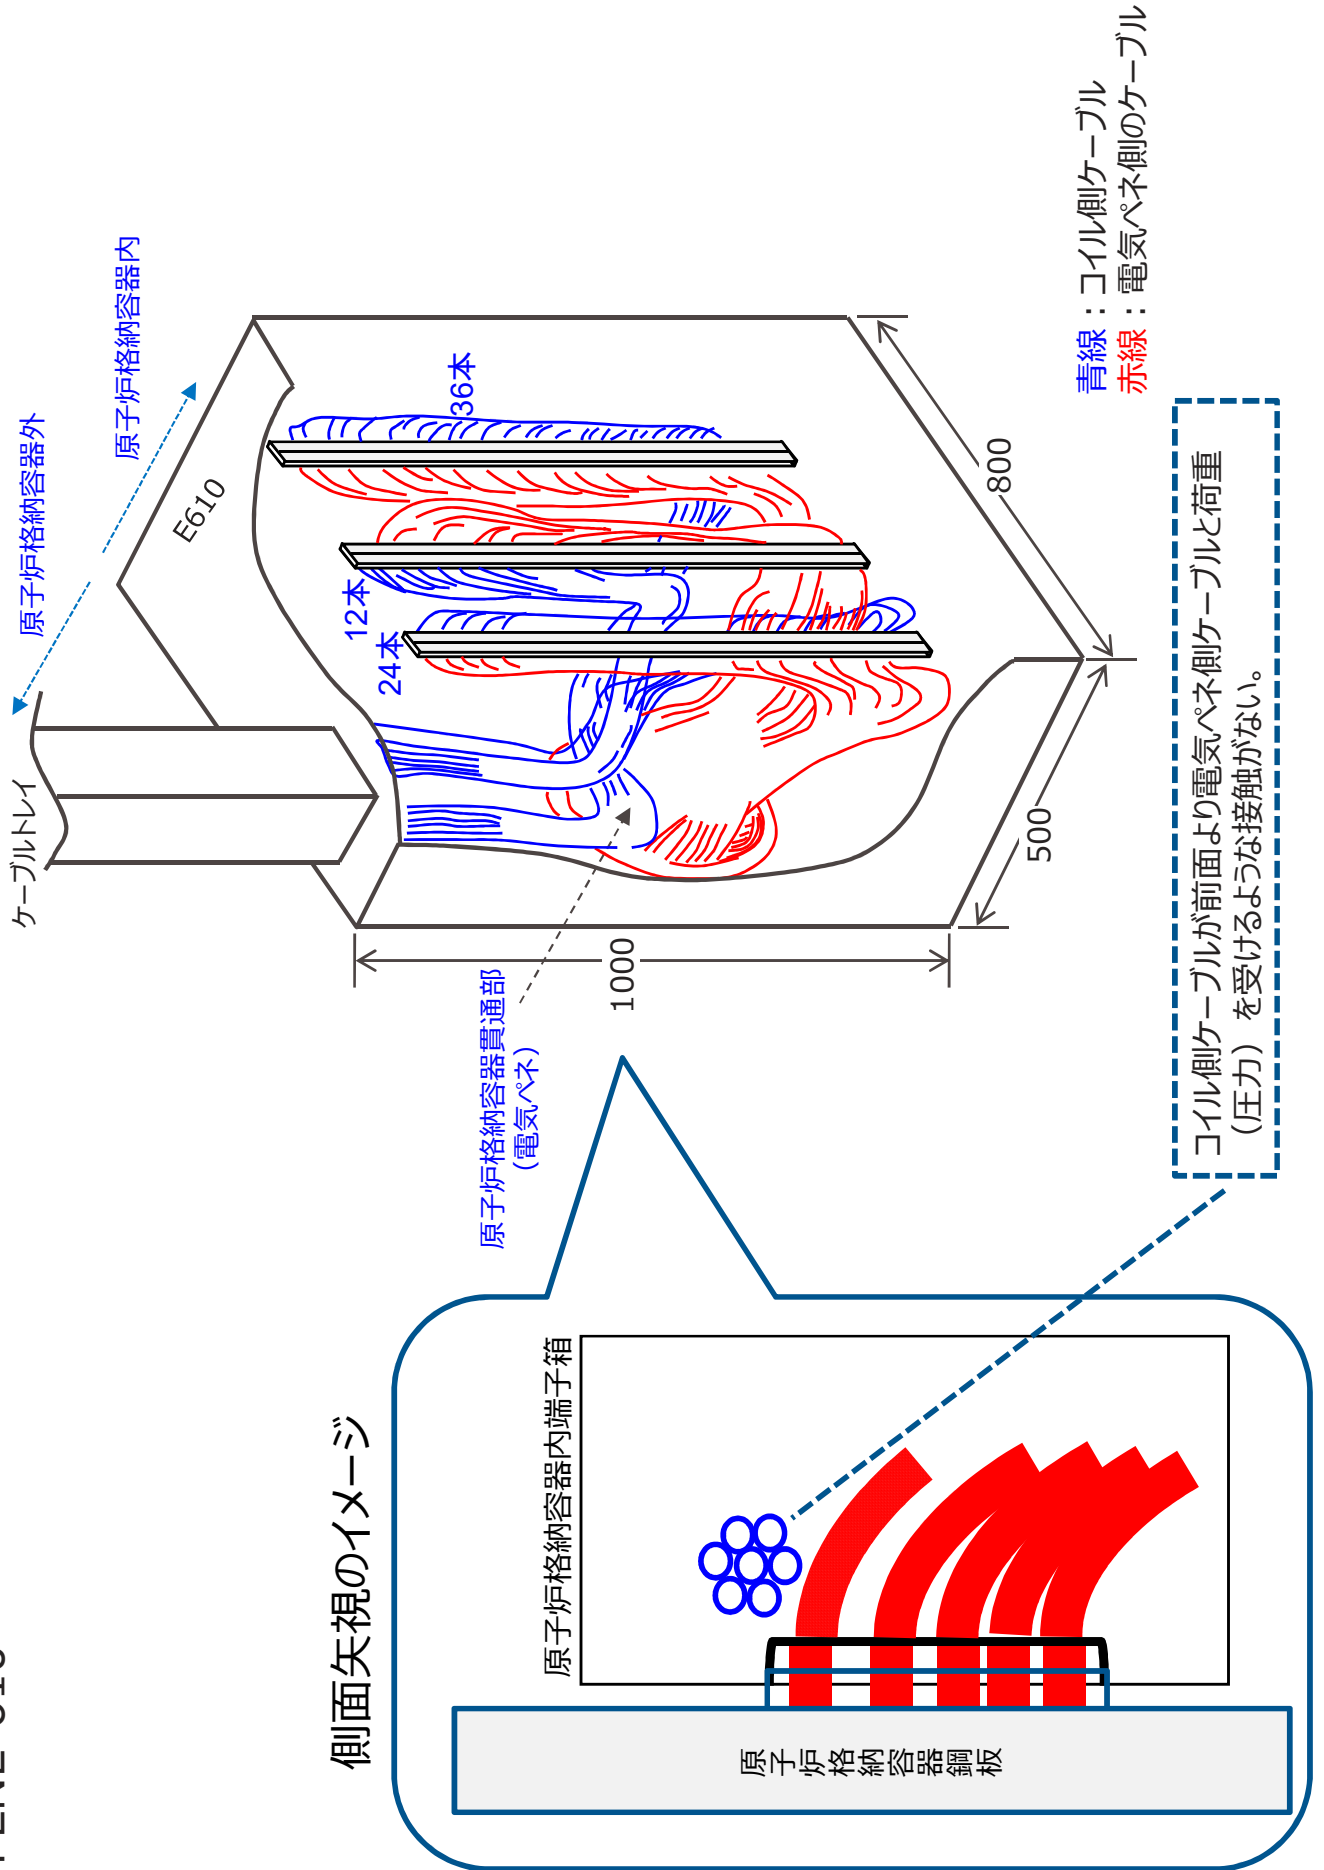 側面矢視のイメージ
原子炉格納容器内端子箱
原子炉格納容器鋼板
ケーブルトレイ
原子炉格納容器外
原子炉格納容器内
E610
36本
12本
24本
原子炉格納容器貫通部
(電気ペネ)
1000
500
800
青線：コイル側ケーブル
赤線：電気ペネ側のケーブル
コイル側ケーブルが前面より電気ペネ側ケーブルと荷重
（圧力）を受けるような接触がない。